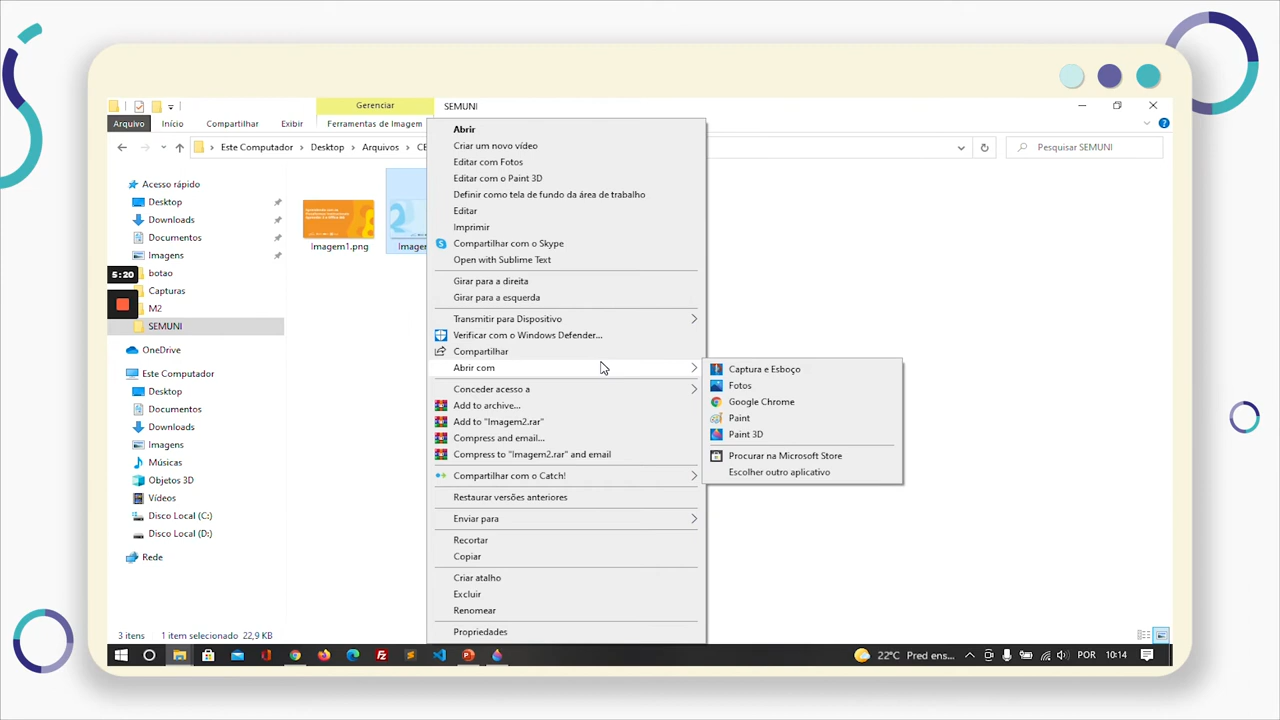 Gerenciar
SEMUNI
Arquivo
Início
Compartilhar
Exibir
Ferramentas de Imagem
Este Computador
Desktop
Arquivos
Pesquisar SEMUNI
Acesso rápido
Desktop
Downloads
Documentos
Imagens
botao
Capturas
M2
SEMUNI
OneDrive
Este Computador
Desktop
Documentos
Downloads
Imagens
Músicas
Objetos 3D
Vídeos
Disco Local (C:)
Disco Local (D:)
Rede
5:20
Imagem1.png
Abrir
Criar um novo vídeo
Editar com Fotos
Editar com o Paint 3D
Definir como tela de fundo da área de trabalho
Editar
Imprimir
Compartilhar com o Skype
Open with Sublime Text
Girar para a direita
Girar para a esquerda
Transmitir para Dispositivo
Verificar com o Windows Defender...
Compartilhar
Abrir com
Conceder acesso a
Add to archive...
Add to "Imagem2.rar"
Compress and email...
Compress to "Imagem2.rar" and email
Compartilhar com o Catch!
Restaurar versões anteriores
Enviar para
Recortar
Copiar
Criar atalho
Excluir
Renomear
Propriedades
Captura e Esboço
Fotos
Google Chrome
Paint
Paint 3D
Procurar na Microsoft Store
Escolher outro aplicativo
3 itens
1 item selecionado 22,9 KB
22°C Pred ens...
POR
10:14